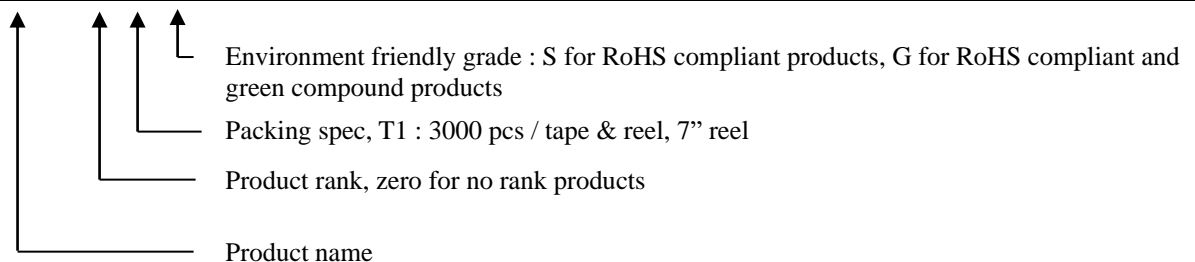 Environment friendly grade : S for RoHS compliant products, G for RoHS compliant and
green compound products
Packing spec, T1 : 3000 pcs / tape & reel, 7” reel
Product rank, zero for no rank products
Product name